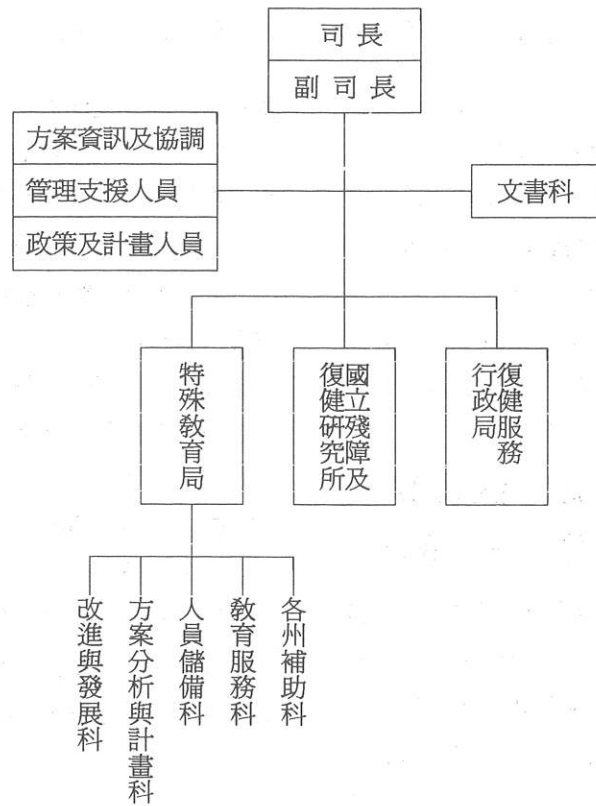 司長
副司長
方案資訊及協調
管理支援人員
政策及計畫人員
文書科
特殊教育局
國立殘障及
復健研究所
復健服務
行政局
改進與發展科
方案分析與計畫科
人員儲備科
教育服務科
各州補助科